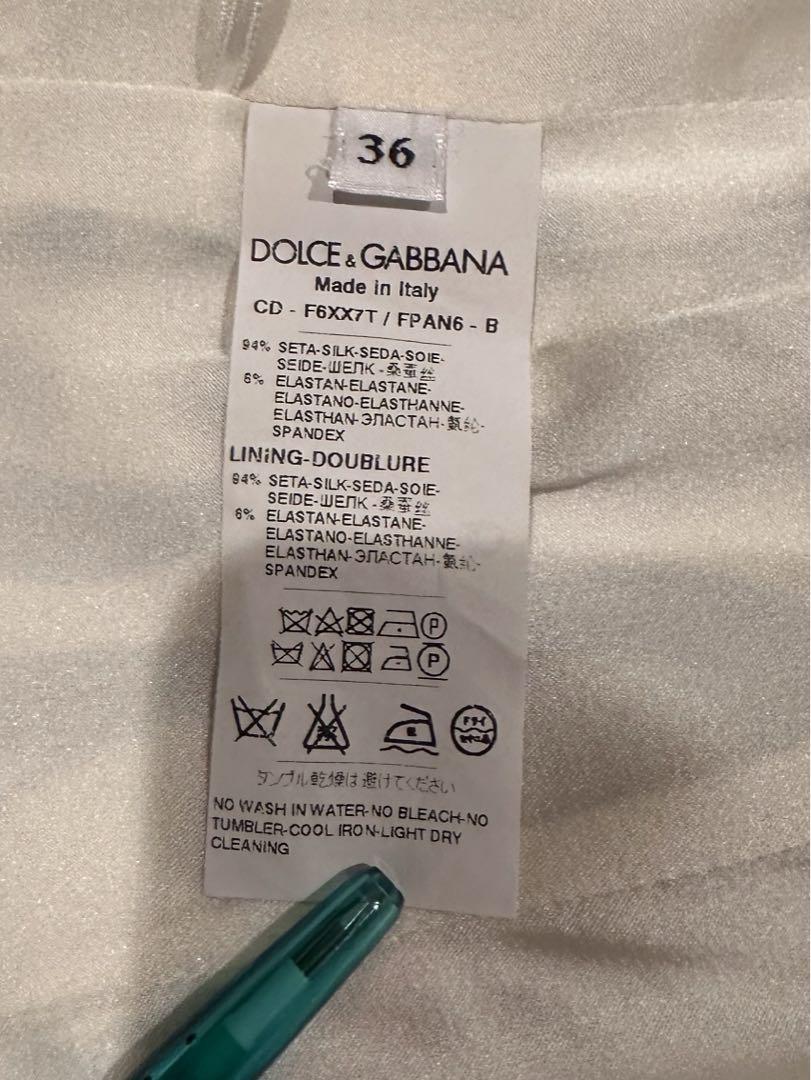 36
DOLCE & GABBANA
Made in Italy
CD - F6XX7T / FPAN6 - B
94% SETA-SILK-SEDA-SOIE-
SEIDE-ШЕЛК-桑蚕丝
6% ELASTAN-ELASTANE-
ELASTANO-ELASTHANNE-
ELASTHAN-ЭЛАСТАН-氨纶-
SPANDEX
LINING-DOUBLURE
94% SETA-SILK-SEDA-SOIE-
SEIDE-ШЕЛК-桑蚕丝
6% ELASTAN-ELASTANE-
ELASTANO-ELASTHANNE-
ELASTHAN-ЭЛАСТАН-氨纶-
SPANDEX
P
P
ドライ
タンブル乾燥は避けてください
NO WASH IN WATER-NO BLEACH-NO
TUMBLER-COOL IRON-LIGHT DRY
CLEANING